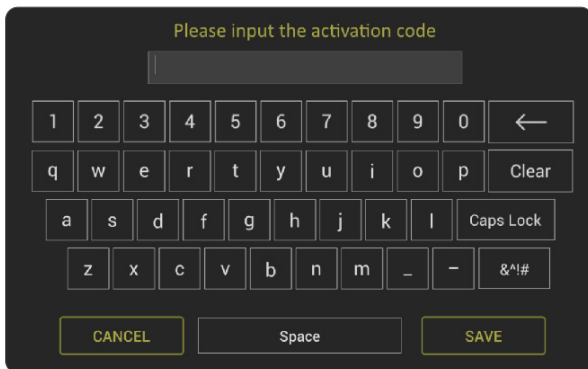 Please input the activation code
1 2 3 4 5 6 7 8 9 0 ←
q w e r t y u i o p Clear
a s d f g h j k l Caps Lock
z x c v b n m _ – &^!#
CANCEL Space SAVE